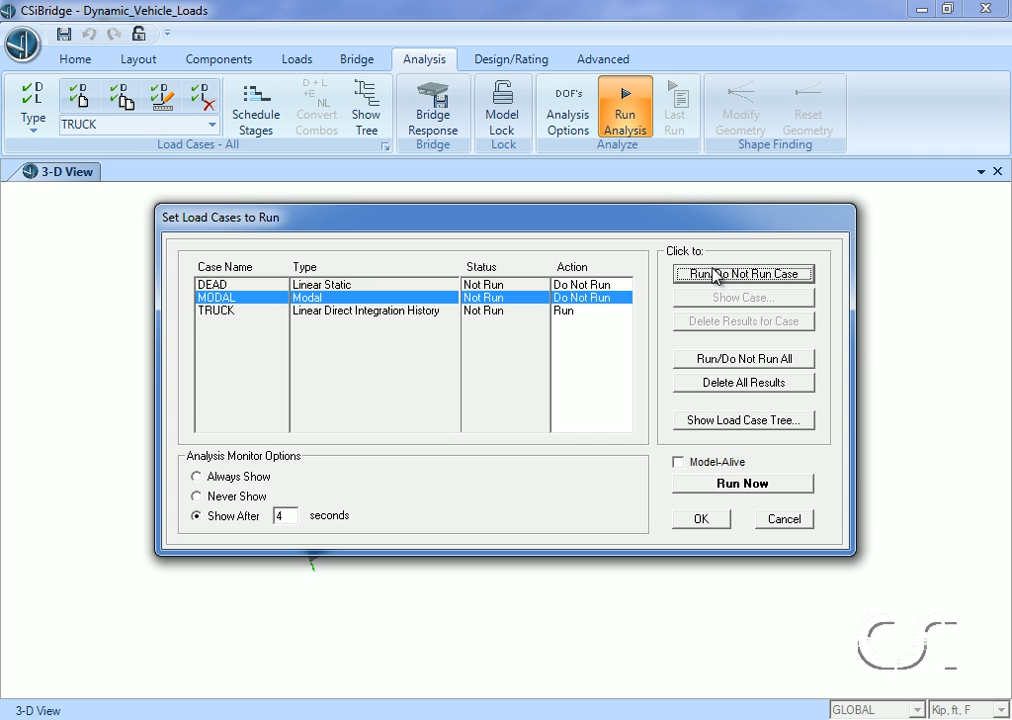 CSiBridge - Dynamic_Vehicle_Loads
Home Layout Components Loads Bridge Analysis Design/Rating Advanced
D
L
Type
D
D
D
D
TRUCK
Schedule Stages
D + L
+E
NL
Convert Combos
Show Tree
Bridge Response
Model Lock
DOF's
Analysis Options
Run Analysis
Last Run
Modify Geometry
Reset Geometry
Load Cases - All
Bridge
Lock
Analyze
Shape Finding
3-D View
Set Load Cases to Run
Case Name Type Status Action
DEAD Linear Static Not Run Do Not Run
MODAL Modal Not Run Do Not Run
TRUCK Linear Direct Integration History Not Run Run
Click to:
Run/Do Not Run Case
Show Case...
Delete Results for Case
Run/Do Not Run All
Delete All Results
Show Load Case Tree...
Analysis Monitor Options
Always Show
Never Show
Show After 4 seconds
Model-Alive
Run Now
OK Cancel
CSI
3-D View
GLOBAL Kip, ft, F